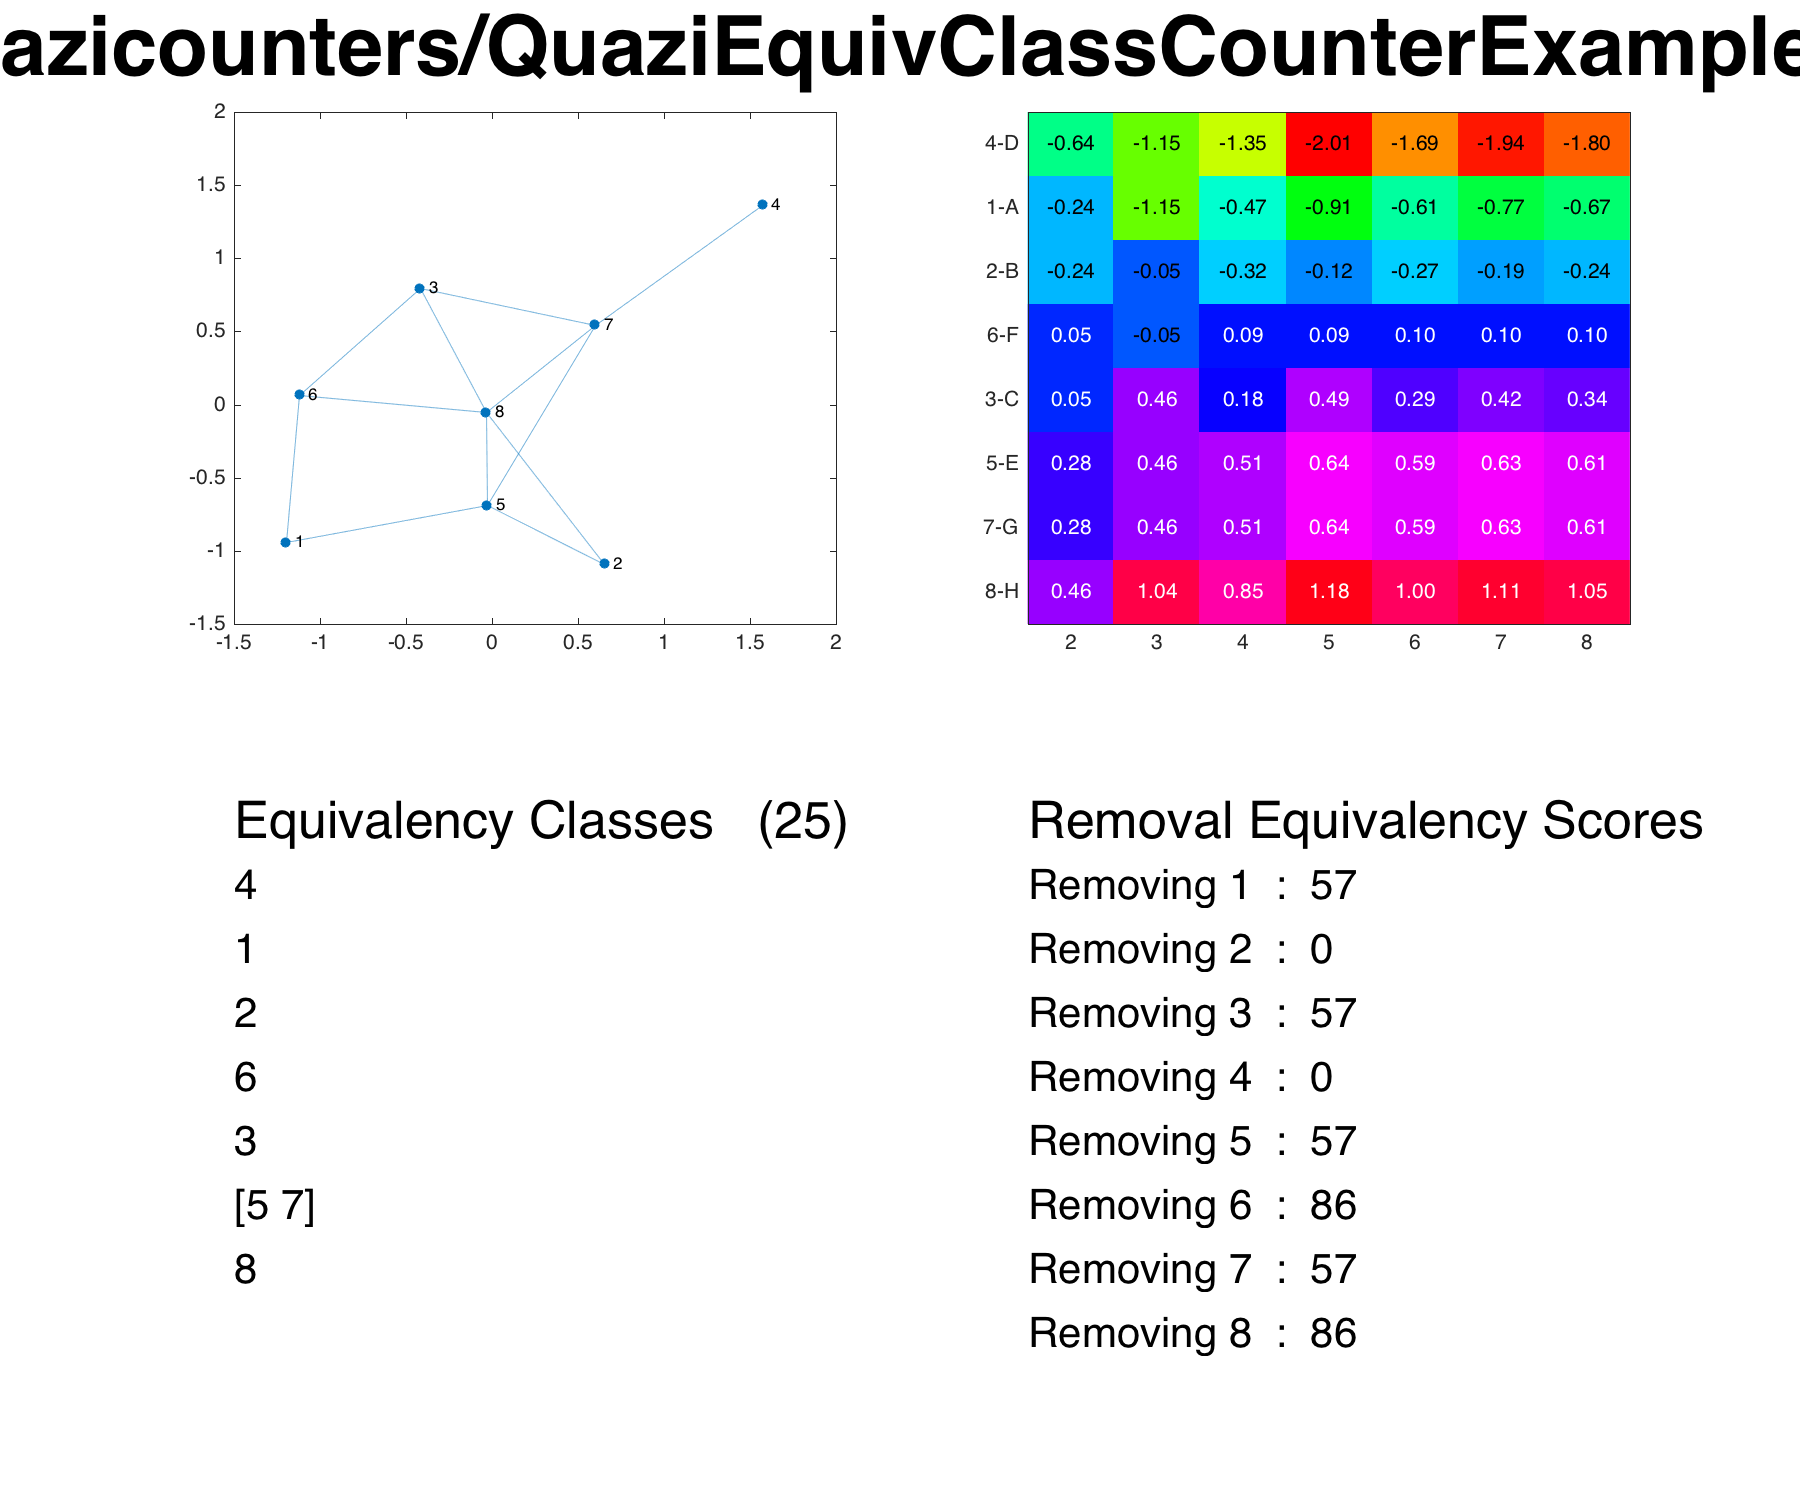 azicounters/QuaziEquivClassCounterExample
2
1.5
1
0.5
0
-0.5
-1
-1.5
-1.5 -1 -0.5 0 0.5 1 1.5 2
4
3
7
6
8
5
1
2
4-D -0.64 -1.15 -1.35 -2.01 -1.69 -1.94 -1.80
1-A -0.24 -1.15 -0.47 -0.91 -0.61 -0.77 -0.67
2-B -0.24 -0.05 -0.32 -0.12 -0.27 -0.19 -0.24
6-F 0.05 -0.05 0.09 0.09 0.10 0.10 0.10
3-C 0.05 0.46 0.18 0.49 0.29 0.42 0.34
5-E 0.28 0.46 0.51 0.64 0.59 0.63 0.61
7-G 0.28 0.46 0.51 0.64 0.59 0.63 0.61
8-H 0.46 1.04 0.85 1.18 1.00 1.11 1.05
2 3 4 5 6 7 8
Equivalency Classes (25)
4
1
2
6
3
[5 7]
8
Removal Equivalency Scores
Removing 1 : 57
Removing 2 : 0
Removing 3 : 57
Removing 4 : 0
Removing 5 : 57
Removing 6 : 86
Removing 7 : 57
Removing 8 : 86